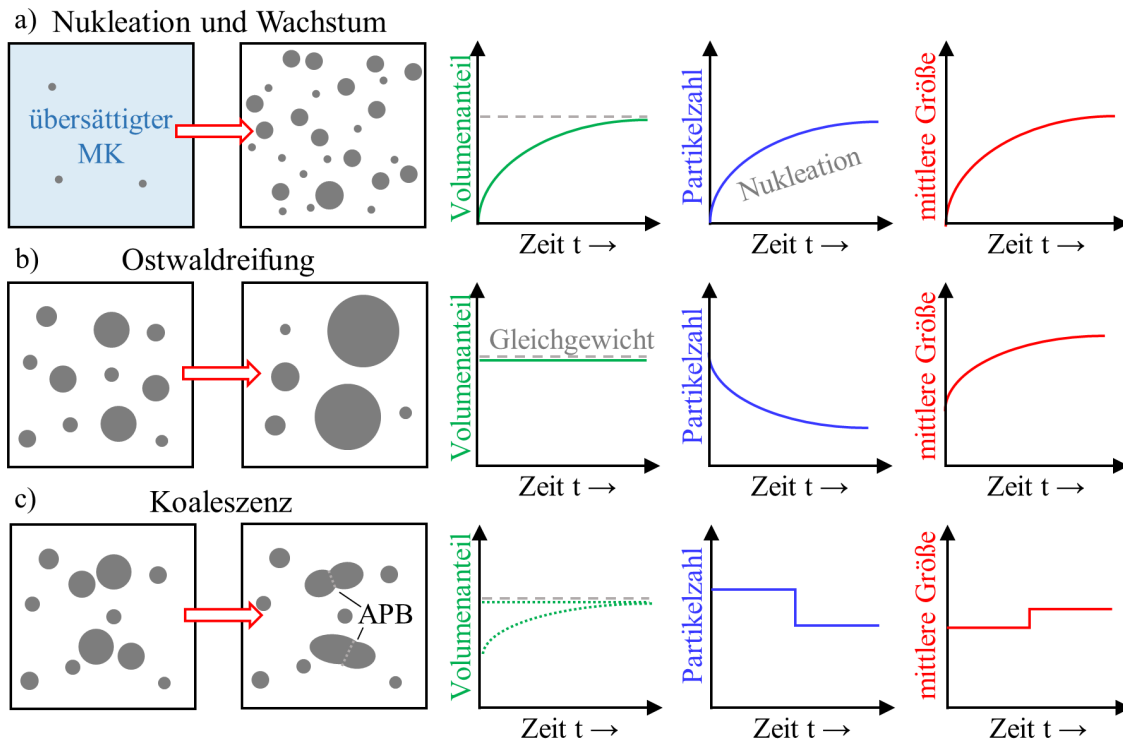 a) Nukleation und Wachstum
übersättigter
MK
Volumenanteil
Zeit t →
Partikelzahl
Nukleation
Zeit t →
mittlere Größe
Zeit t →
b) Ostwaldreifung
Volumenanteil
Gleichgewicht
Zeit t →
Partikelzahl
Zeit t →
mittlere Größe
Zeit t →
c) Koaleszenz
APB
Volumenanteil
Zeit t →
Partikelzahl
Zeit t →
mittlere Größe
Zeit t →